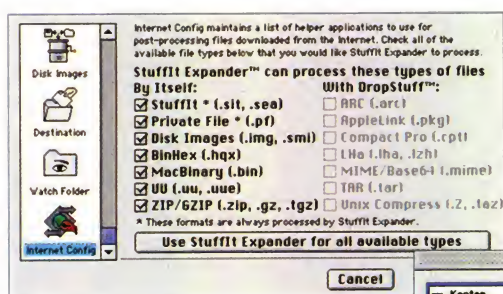 Internet Config maintains a list of helper applications to use for
post-processing files downloaded from the Internet. Check all of the
available file types below that you would like StuffIt Expander to process.
StuffIt Expander™ can process these types of files
By Itself: With DropStuff™:
StuffIt * (.sit, .sea) ARC (.arc)
Private File * (.pf) AppleLink (.pkg)
Disk Images (.img, .smi) Compact Pro (.cpt)
BinHex (.hqx) LHa (.lha, .lzh)
MacBinary (.bin) MIME/Base64 (.mime)
UU (.uu, .uue) TAR (.tar)
ZIP/GZIP (.zip, .gz, .tgz) Unix Compress (.Z, .taz)
* These formats are always processed by StuffIt Expander.
Use StuffIt Expander for all available types
Cancel
Disk Images
Destination
Watch Folder
Internet Config